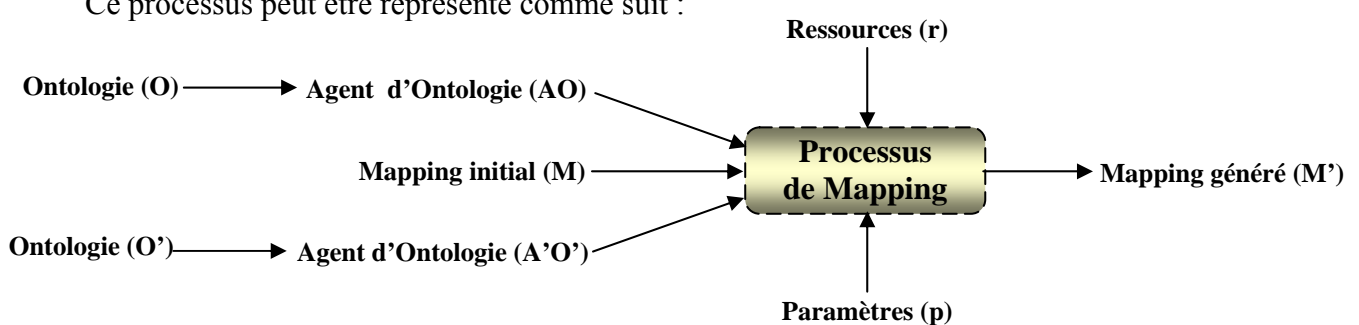 Ce processus peut être représenté comme suit :
Ressources (r)
Ontologie (O)
Agent d’Ontologie (AO)
Processus
de Mapping
Mapping initial (M)
Mapping généré (M’)
Ontologie (O’)
Agent d’Ontologie (A’O’)
Paramètres (p)